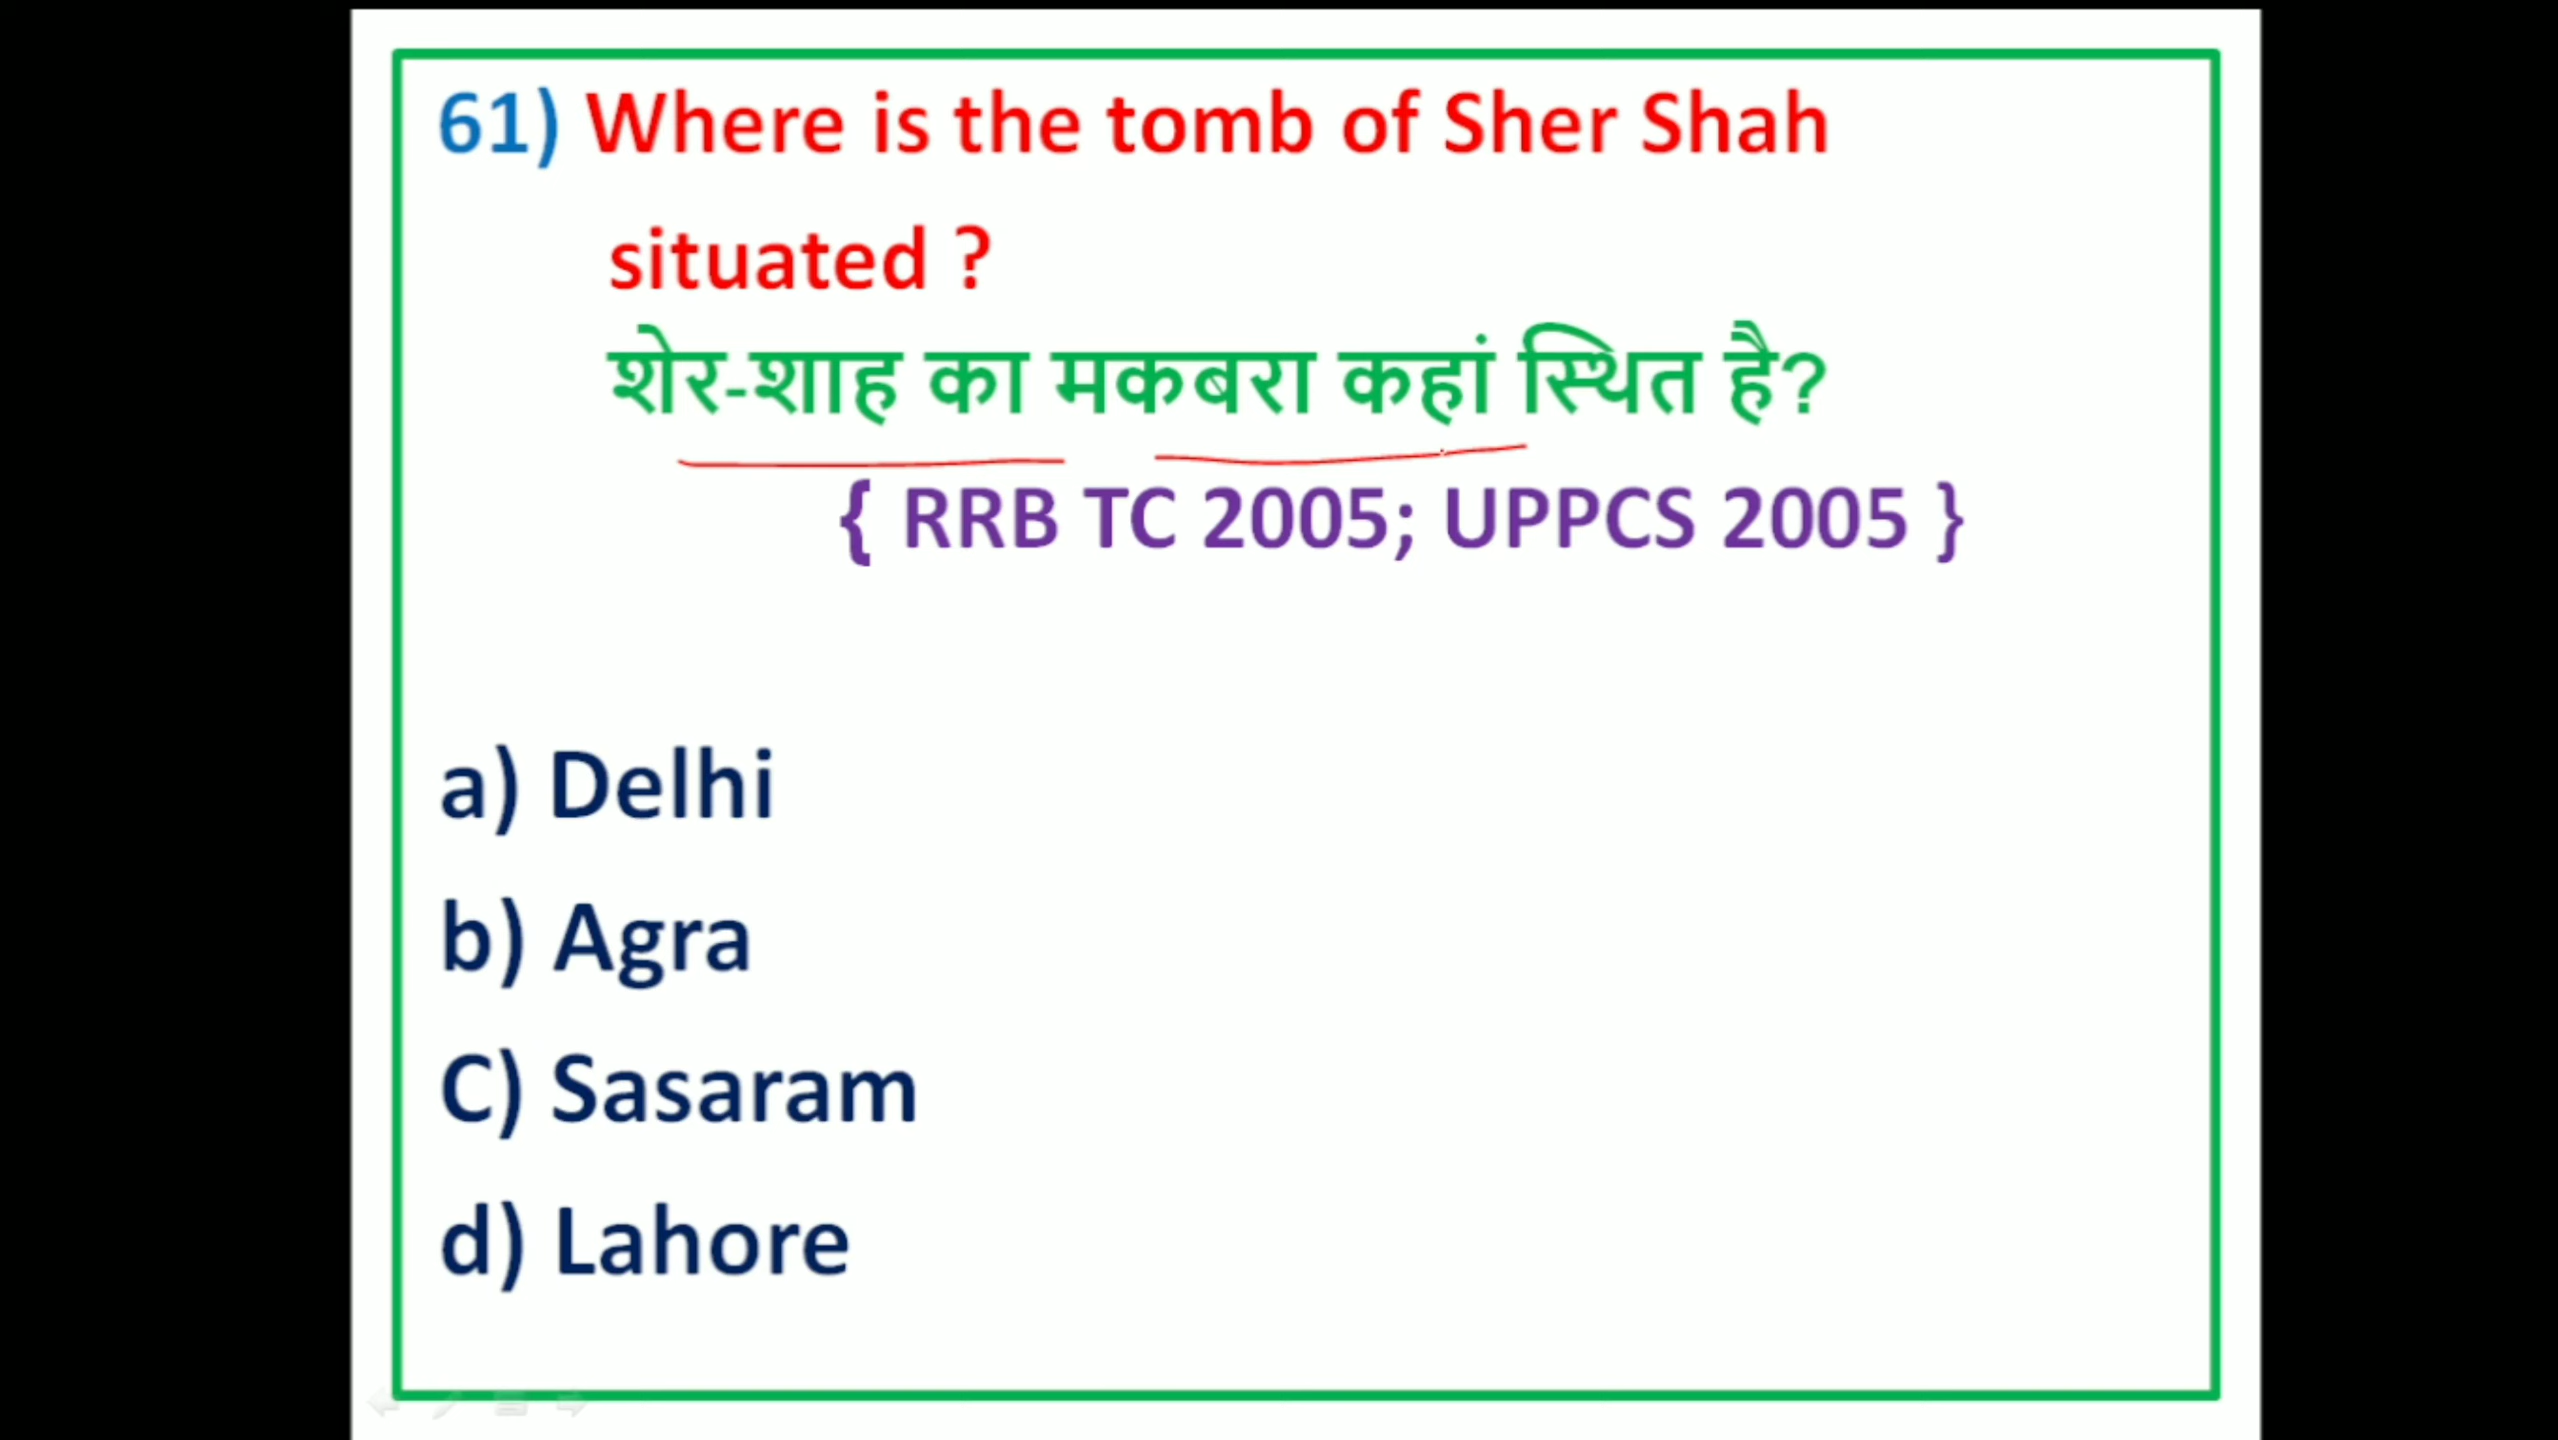 61) Where is the tomb of Sher Shah
situated ?
शेर-शाह का मकबरा कहां स्थित है?
{ RRB TC 2005; UPPCS 2005 }
a) Delhi
b) Agra
C) Sasaram
d) Lahore